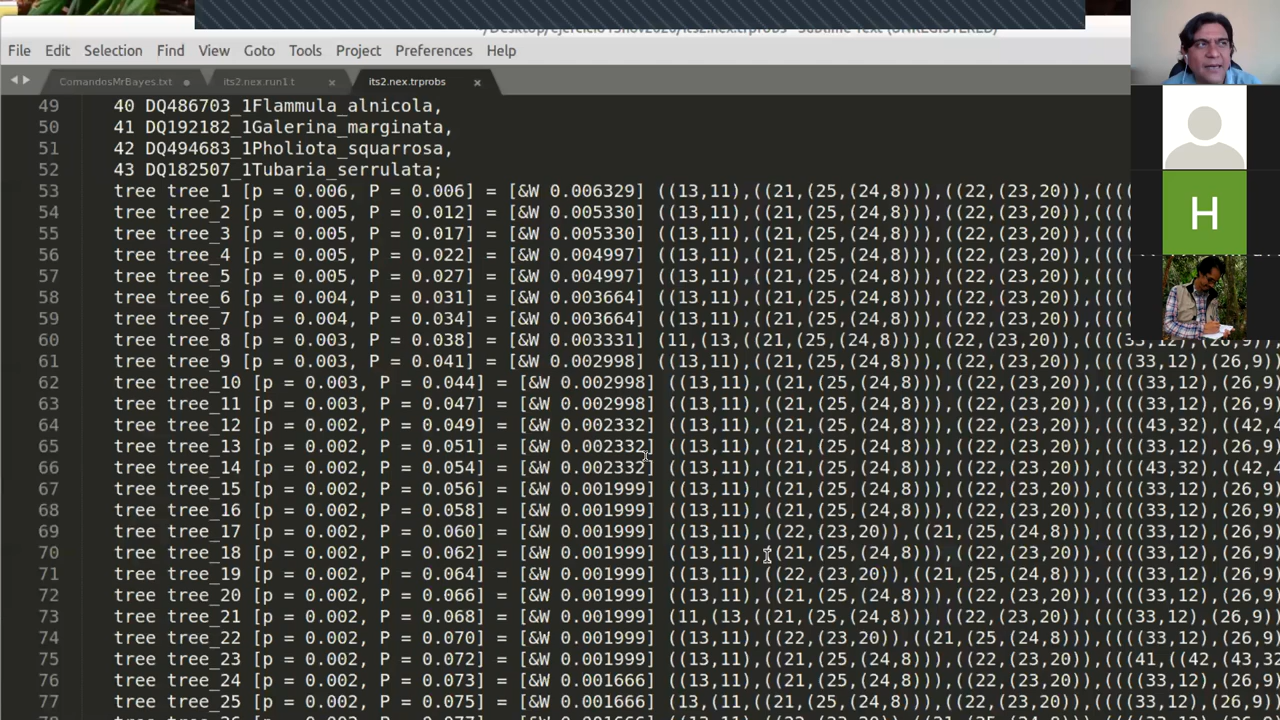 /Desktop/ejercicio13nov2020/its2.nex.trprobs - Sublime Text (UNREGISTERED)
File Edit Selection Find View Goto Tools Project Preferences Help
ComandosMrBayes.txt its2.nex.run1.t × its2.nex.trprobs ×
49 40 DQ486703_1Flammula_alnicola,
50 41 DQ192182_1Galerina_marginata,
51 42 DQ494683_1Pholiota_squarrosa,
52 43 DQ182507_1Tubaria_serrulata;
53 tree tree_1 [p = 0.006, P = 0.006] = [&W 0.006329] ((13,11),((21,(25,(24,8))),((22,(23,20)),((((
54 tree tree_2 [p = 0.005, P = 0.012] = [&W 0.005330] ((13,11),((21,(25,(24,8))),((22,(23,20)),((((
55 tree tree_3 [p = 0.005, P = 0.017] = [&W 0.005330] ((13,11),((21,(25,(24,8))),((22,(23,20)),((((
56 tree tree_4 [p = 0.005, P = 0.022] = [&W 0.004997] ((13,11),((21,(25,(24,8))),((22,(23,20)),((((
57 tree tree_5 [p = 0.005, P = 0.027] = [&W 0.004997] ((13,11),((21,(25,(24,8))),((22,(23,20)),((((
58 tree tree_6 [p = 0.004, P = 0.031] = [&W 0.003664] ((13,11),((21,(25,(24,8))),((22,(23,20)),((((
59 tree tree_7 [p = 0.004, P = 0.034] = [&W 0.003664] ((13,11),((21,(25,(24,8))),((22,(23,20)),((((
60 tree tree_8 [p = 0.003, P = 0.038] = [&W 0.003331] (11,(13,((21,(25,(24,8))),((22,(23,20)),((((33,12),(26,9)
61 tree tree_9 [p = 0.003, P = 0.041] = [&W 0.002998] ((13,11),((21,(25,(24,8))),((22,(23,20)),((((33,12),(26,9)
62 tree tree_10 [p = 0.003, P = 0.044] = [&W 0.002998] ((13,11),((21,(25,(24,8))),((22,(23,20)),((((33,12),(26,9)
63 tree tree_11 [p = 0.003, P = 0.047] = [&W 0.002998] ((13,11),((21,(25,(24,8))),((22,(23,20)),((((33,12),(26,9)
64 tree tree_12 [p = 0.002, P = 0.049] = [&W 0.002332] ((13,11),((21,(25,(24,8))),((22,(23,20)),((((43,32),((42,4
65 tree tree_13 [p = 0.002, P = 0.051] = [&W 0.002332] ((13,11),((21,(25,(24,8))),((22,(23,20)),((((33,12),(26,9)
66 tree tree_14 [p = 0.002, P = 0.054] = [&W 0.002332] ((13,11),((21,(25,(24,8))),((22,(23,20)),((((43,32),((42,4
67 tree tree_15 [p = 0.002, P = 0.056] = [&W 0.001999] ((13,11),((21,(25,(24,8))),((22,(23,20)),((((33,12),(26,9)
68 tree tree_16 [p = 0.002, P = 0.058] = [&W 0.001999] ((13,11),((21,(25,(24,8))),((22,(23,20)),((((33,12),(26,9)
69 tree tree_17 [p = 0.002, P = 0.060] = [&W 0.001999] ((13,11),((22,(23,20)),((21,(25,(24,8))),((((33,12),(26,9)
70 tree tree_18 [p = 0.002, P = 0.062] = [&W 0.001999] ((13,11),((21,(25,(24,8))),((22,(23,20)),((((33,12),(26,9)
71 tree tree_19 [p = 0.002, P = 0.064] = [&W 0.001999] ((13,11),((22,(23,20)),((21,(25,(24,8))),((((33,12),(26,9)
72 tree tree_20 [p = 0.002, P = 0.066] = [&W 0.001999] ((13,11),((21,(25,(24,8))),((22,(23,20)),((((33,12),(26,9)
73 tree tree_21 [p = 0.002, P = 0.068] = [&W 0.001999] (11,(13,((21,(25,(24,8))),((22,(23,20)),((((33,12),(26,9)
74 tree tree_22 [p = 0.002, P = 0.070] = [&W 0.001999] ((13,11),((22,(23,20)),((21,(25,(24,8))),((((33,12),(26,9)
75 tree tree_23 [p = 0.002, P = 0.072] = [&W 0.001999] ((13,11),((21,(25,(24,8))),((22,(23,20)),((((41,((42,(43,32
76 tree tree_24 [p = 0.002, P = 0.073] = [&W 0.001666] ((13,11),((21,(25,(24,8))),((22,(23,20)),((((33,12),(26,9)
77 tree tree_25 [p = 0.002, P = 0.075] = [&W 0.001666] (13,(11,((21,(25,(24,8))),((22,(23,20)),((((33,12),(26,9)
H